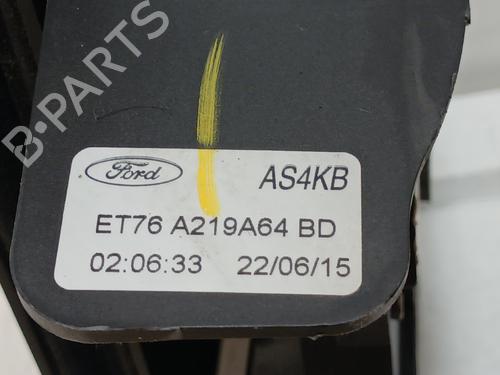 B-PARTS
Ford AS4KB
ET76 A219A64 BD
02:06:33 22/06/15